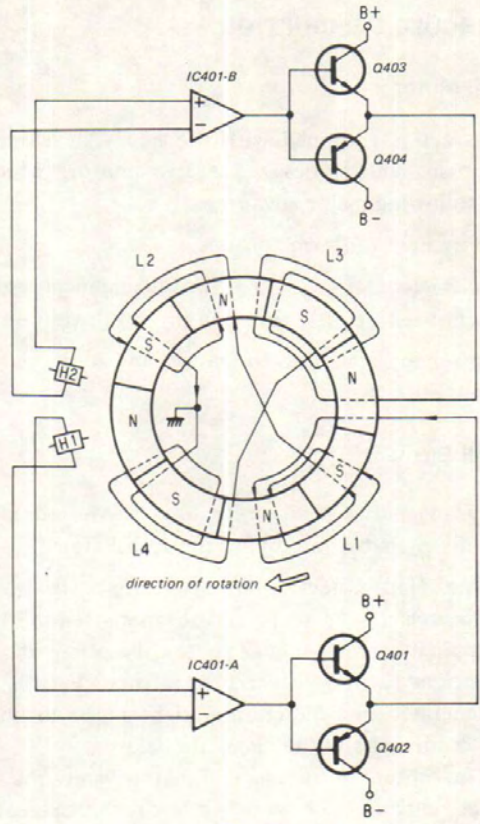 B+
IC401-B
Q403
+
−
Q404
B−
L2
L3
N
S
S
H2
N
N
H1
S
S
N
L4
L1
direction of rotation
B+
IC401-A
Q401
+
−
Q402
B−